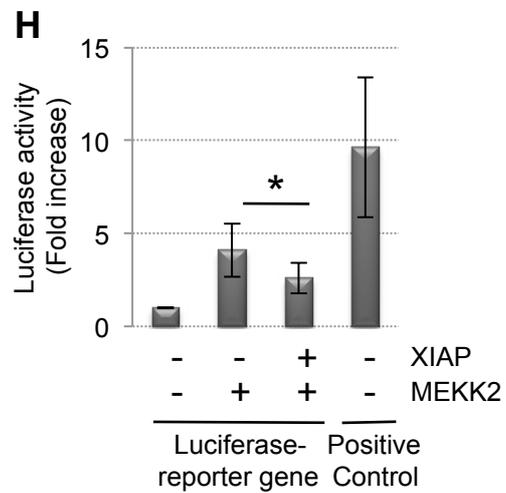 H
Luciferase activity
(Fold increase)
15
10
5
0
*
- - + - XIAP
- + + - MEKK2
Luciferase-
reporter gene
Positive
Control